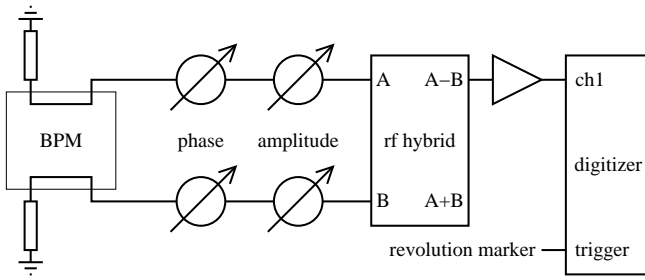 A A−B ch1
BPM phase amplitude rf hybrid
digitizer
B A+B
revolution marker trigger